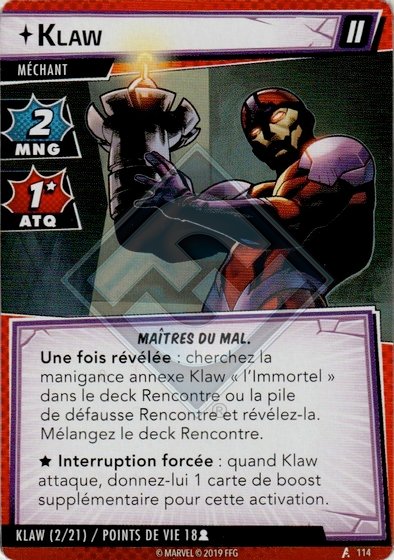 KLAW
II
MÉCHANT
2
MNG
1*
ATQ
MAÎTRES DU MAL.
Une fois révélée : cherchez la
manigance annexe Klaw « l'Immortel »
dans le deck Rencontre ou la pile
de défausse Rencontre et révélez-la.
Mélangez le deck Rencontre.
★ Interruption forcée : quand Klaw
attaque, donnez-lui 1 carte de boost
supplémentaire pour cette activation.
KLAW (2/21) / POINTS DE VIE 18
© MARVEL © 2019 FFG
114